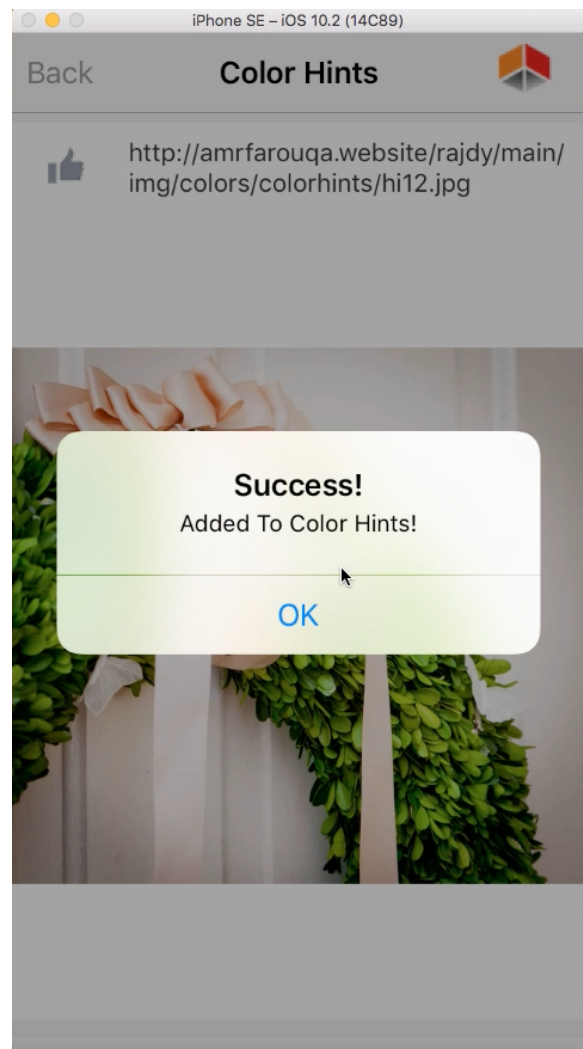 iPhone SE – iOS 10.2 (14C89)
Back
Color Hints
http://amrfarouqa.website/rajdy/main/
img/colors/colorhints/hi12.jpg
Success!
Added To Color Hints!
OK